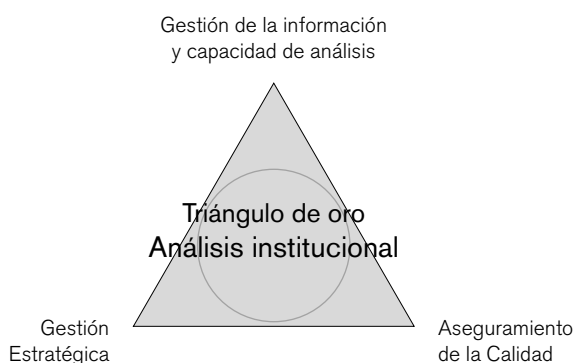 Gestión de la información
y capacidad de análisis
Triángulo de oro
Análisis institucional
Gestión
Estratégica
Aseguramiento
de la Calidad